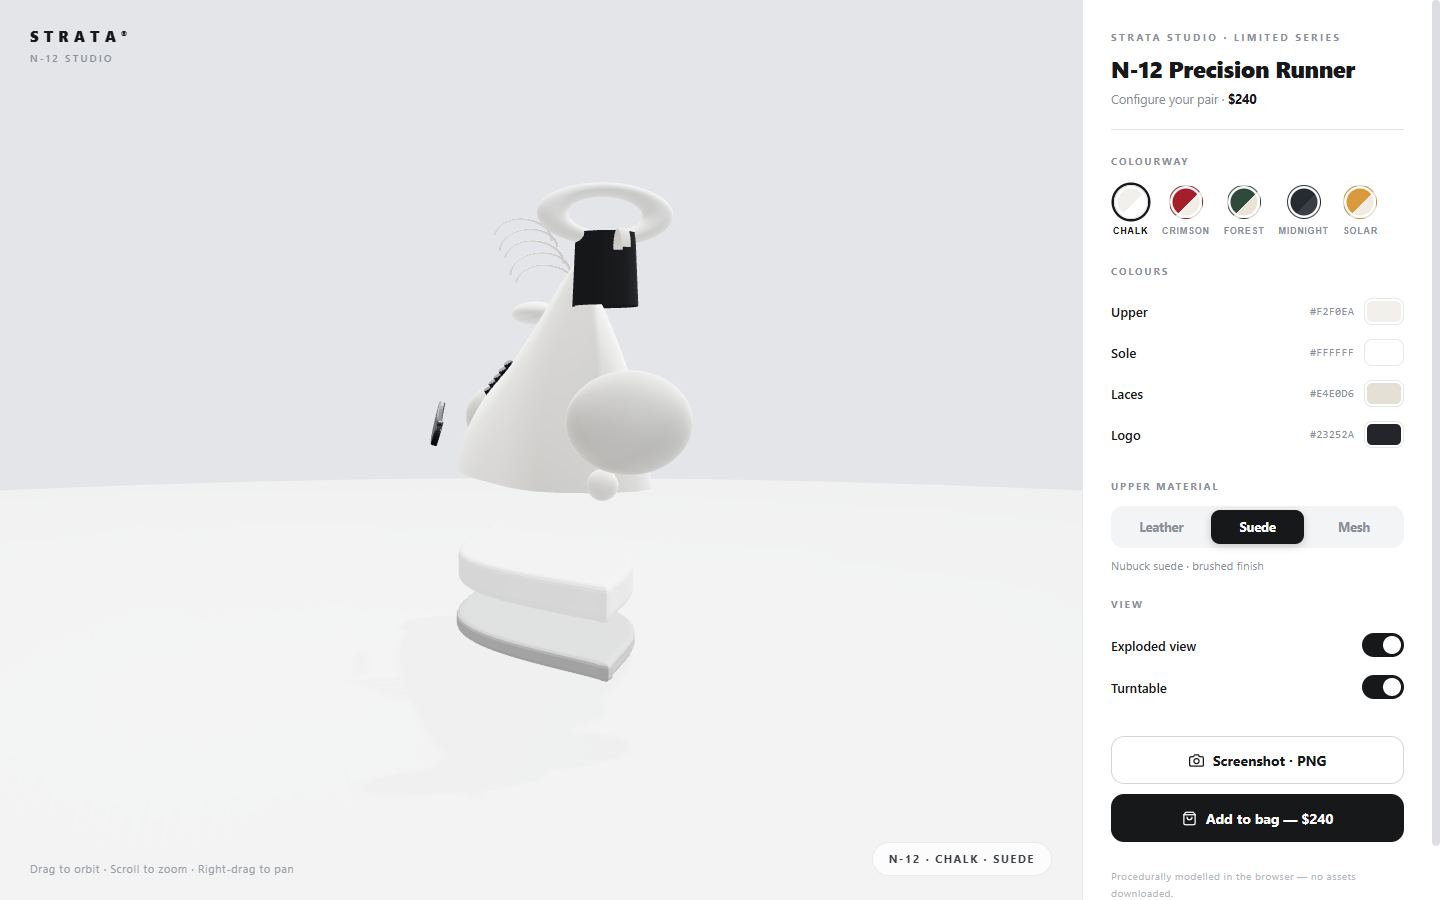 STRATA®
N-12 STUDIO
STRATA STUDIO · LIMITED SERIES
N-12 Precision Runner
Configure your pair · $240
COLOURWAY
CHALK CRIMSON FOREST MIDNIGHT SOLAR
COLOURS
Upper #F2F0EA
Sole #FFFFFF
Laces #E4E0D6
Logo #23252A
UPPER MATERIAL
Leather Suede Mesh
Nubuck suede · brushed finish
VIEW
Exploded view
Turntable
Screenshot · PNG
Add to bag — $240
N-12 · CHALK · SUEDE
Drag to orbit · Scroll to zoom · Right-drag to pan
Procedurally modelled in the browser — no assets
downloaded.